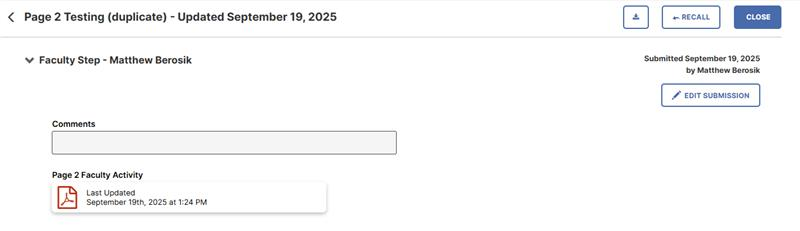 Page 2 Testing (duplicate) - Updated September 19, 2025
RECALL
CLOSE
Faculty Step - Matthew Berosik
Submitted September 19, 2025
by Matthew Berosik
EDIT SUBMISSION
Comments
Page 2 Faculty Activity
Last Updated
September 19th, 2025 at 1:24 PM